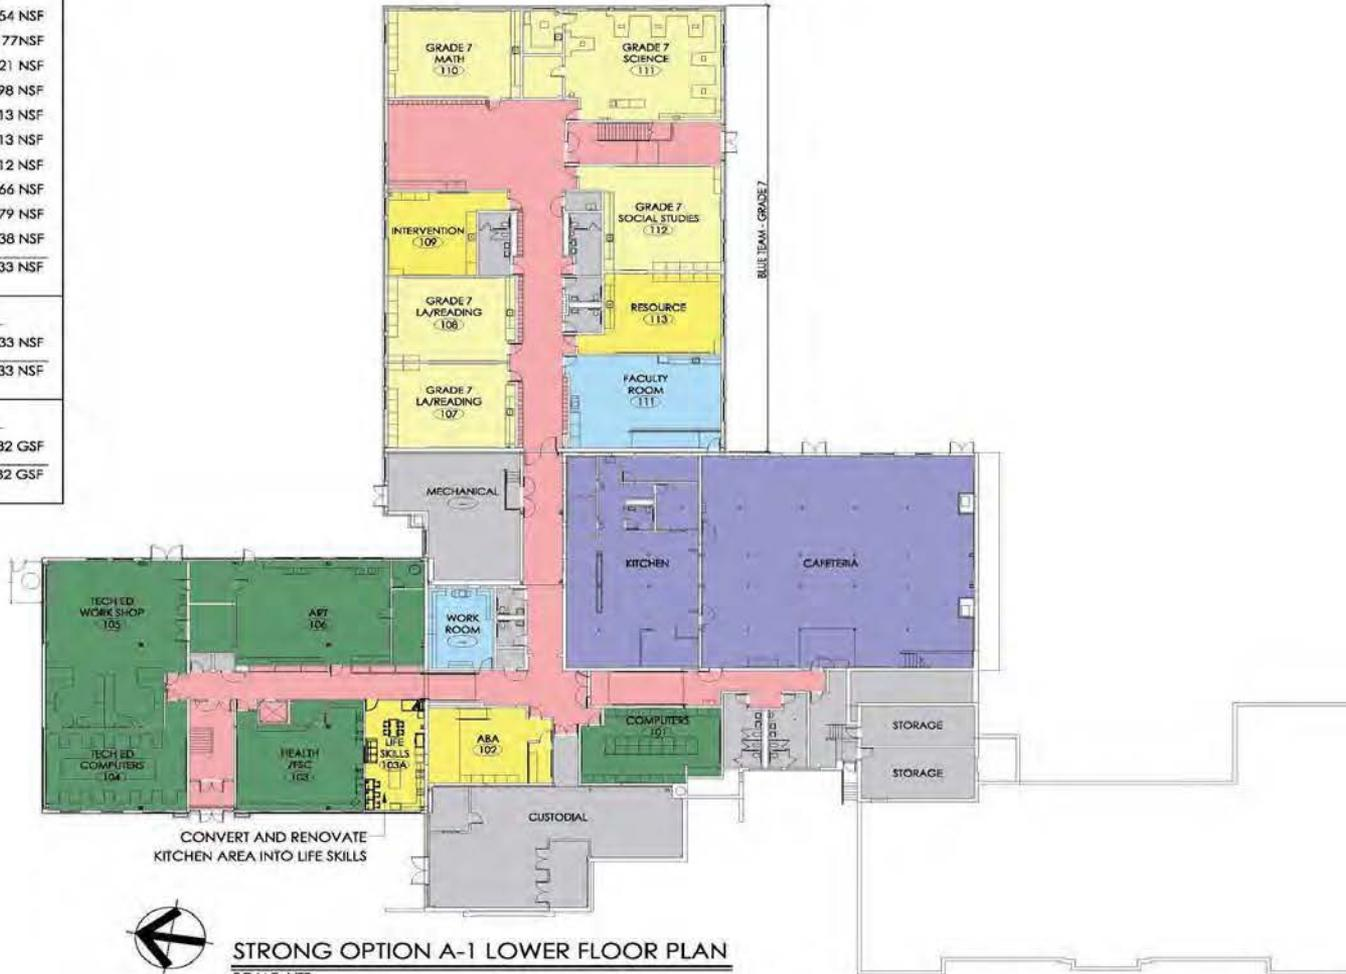 54 NSF
77NSF
21 NSF
98 NSF
13 NSF
13 NSF
12 NSF
66 NSF
79 NSF
38 NSF
33 NSF
33 NSF
33 NSF
32 GSF
32 GSF
GRADE 7
MATH
110
GRADE 7
SCIENCE
111
GRADE 7
SOCIAL STUDIES
112
INTERVENTION
109
BLUE TEAM - GRADE 7
GRADE 7
LA/READING
108
RESOURCE
113
GRADE 7
LA/READING
107
FACULTY
ROOM
111
MECHANICAL
KITCHEN
CAFETERIA
TECH ED
WORK SHOP
105
ART
106
WORK
ROOM
TECH ED
COMPUTERS
104
HEALTH
/FSC
103
LIFE
SKILLS
103A
ABA
102
COMPUTERS
101
STORAGE
STORAGE
CUSTODIAL
CONVERT AND RENOVATE
KITCHEN AREA INTO LIFE SKILLS
STRONG OPTION A-1 LOWER FLOOR PLAN